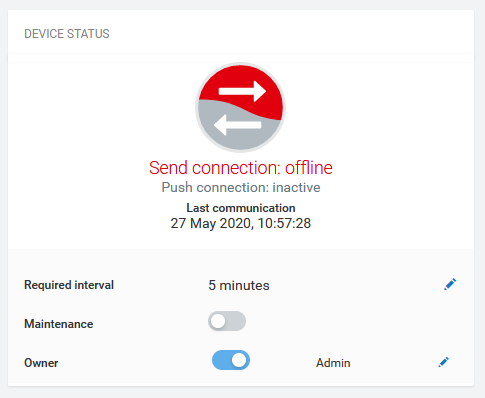 DEVICE STATUS
Send connection: offline
Push connection: inactive
Last communication
27 May 2020, 10:57:28
Required interval 5 minutes
Maintenance
Owner Admin